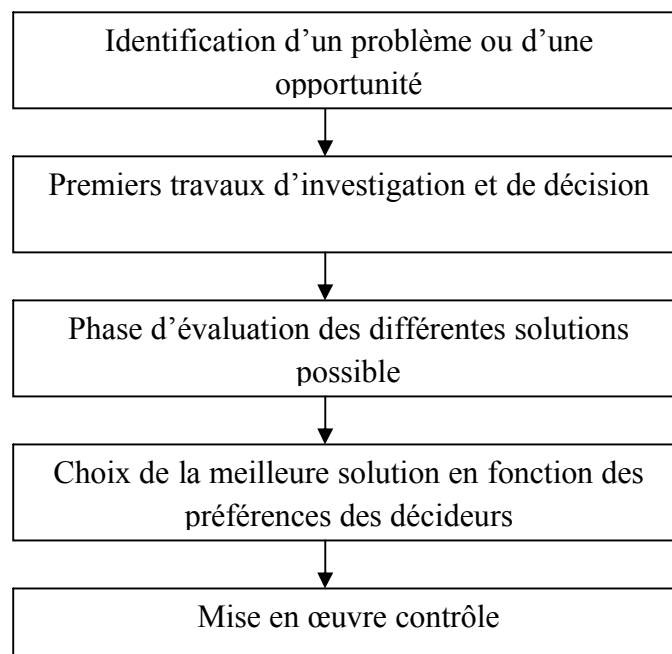 Identification d’un problème ou d’une
opportunité
Premiers travaux d’investigation et de décision
Phase d’évaluation des différentes solutions
possible
Choix de la meilleure solution en fonction des
préférences des décideurs
Mise en œuvre contrôle